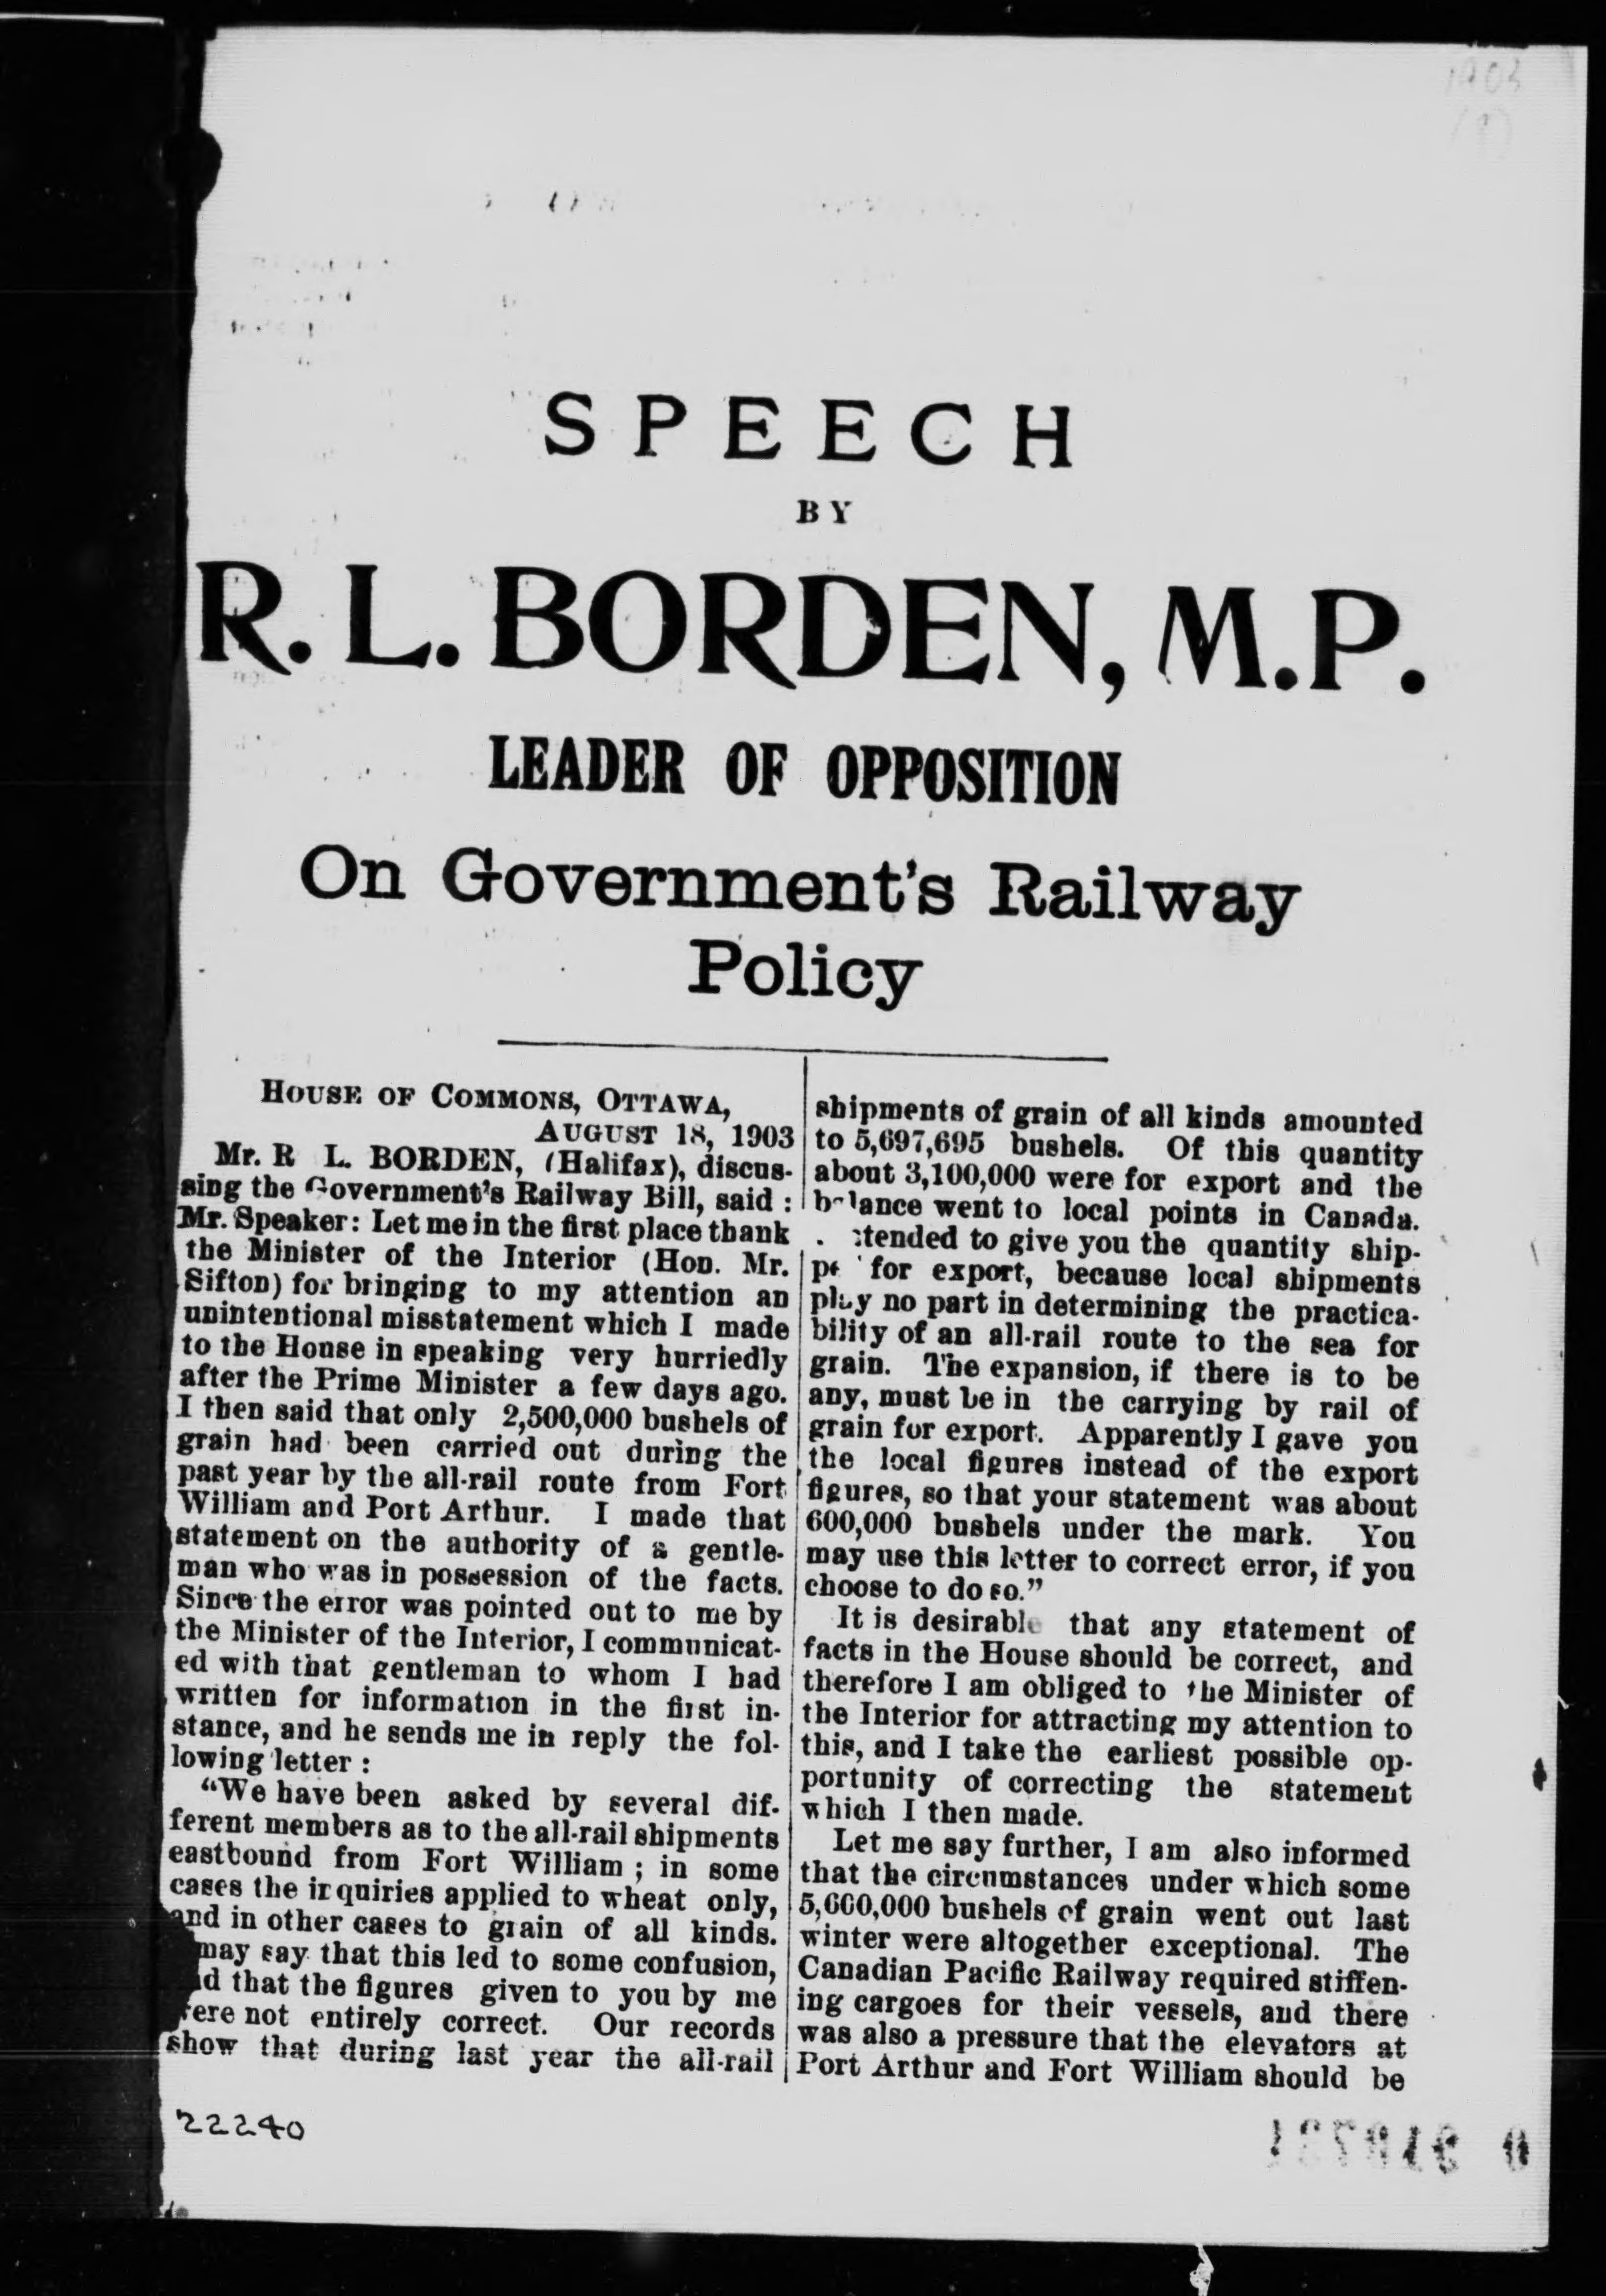 1903
SPEECH
BY
R. L. BORDEN, M.P.
LEADER OF OPPOSITION
On Government's Railway
Policy
HOUSE OF COMMONS, OTTAWA,
AUGUST 18, 1903
Mr. R L. BORDEN, (Halifax), discus-
sing the Government's Railway Bill, said :
Mr. Speaker: Let me in the first place thank
the Minister of the Interior (Hon. Mr.
Sifton) for bringing to my attention an
unintentional misstatement which I made
to the House in speaking very hurriedly
after the Prime Minister a few days ago.
I then said that only 2,500,000 bushels of
grain had been carried out during the
past year by the all-rail route from Fort
William and Port Arthur. I made that
statement on the authority of a gentle-
man who was in possession of the facts.
Since the error was pointed out to me by
the Minister of the Interior, I communicat-
ed with that gentleman to whom I had
written for information in the first in-
stance, and he sends me in reply the fol-
lowing letter :
"We have been asked by several dif-
ferent members as to the all-rail shipments
eastbound from Fort William ; in some
cases the inquiries applied to wheat only,
and in other cases to grain of all kinds.
may say that this led to some confusion,
that the figures given to you by me
were not entirely correct. Our records
show that during last year the all-rail
shipments of grain of all kinds amounted
to 5,697,695 bushels. Of this quantity
about 3,100,000 were for export and the
balance went to local points in Canada.
tended to give you the quantity ship-
pe for export, because local shipments
play no part in determining the practica-
bility of an all-rail route to the sea for
grain. The expansion, if there is to be
any, must be in the carrying by rail of
grain for export. Apparently I gave you
the local figures instead of the export
figures, so that your statement was about
600,000 bushels under the mark. You
may use this letter to correct error, if you
choose to do so."
It is desirable that any statement of
facts in the House should be correct, and
therefore I am obliged to the Minister of
the Interior for attracting my attention to
this, and I take the earliest possible op-
portunity of correcting the statement
which I then made.
Let me say further, I am also informed
that the circumstances under which some
5,600,000 bushels of grain went out last
winter were altogether exceptional. The
Canadian Pacific Railway required stiffen-
ing cargoes for their vessels, and there
was also a pressure that the elevators at
Port Arthur and Fort William should be
22240